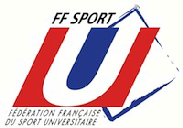 FF SPORT
U
FÉDÉRATION FRANÇAISE
DU SPORT UNIVERSITAIRE